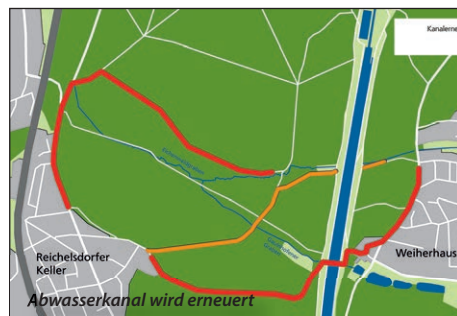 Kanalerne
Reichelsdorfer
Keller
Weiherhaus
Abwasserkanal wird erneuert